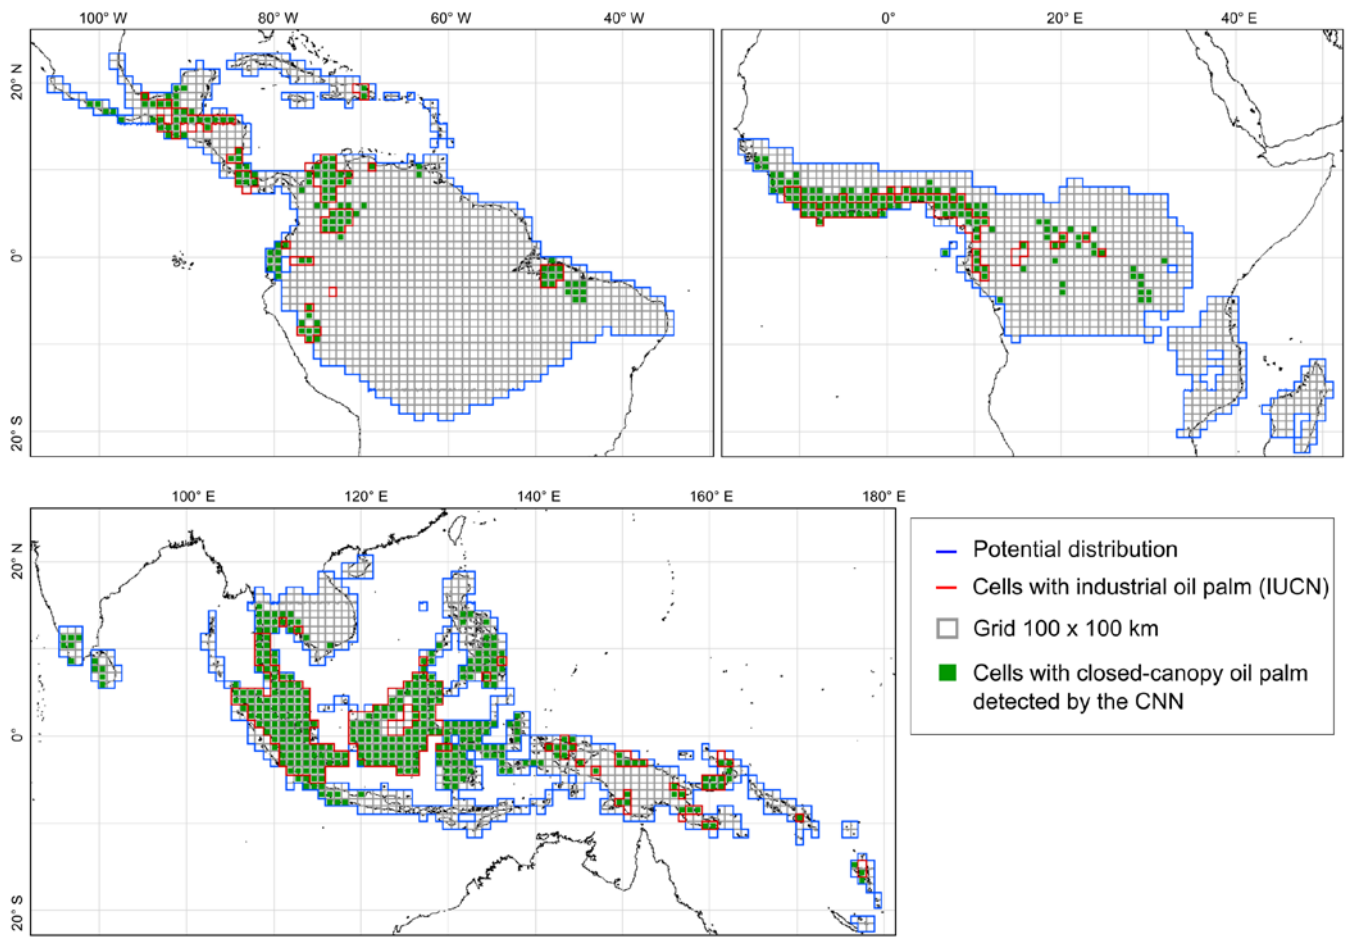 100° W 80° W 60° W 40° W 0° 20° E 40° E
20° N
0°
20° S
100° E 120° E 140° E 160° E 180° E
20° N
0°
20° S
Potential distribution
Cells with industrial oil palm (IUCN)
Grid 100 x 100 km
Cells with closed-canopy oil palm
detected by the CNN